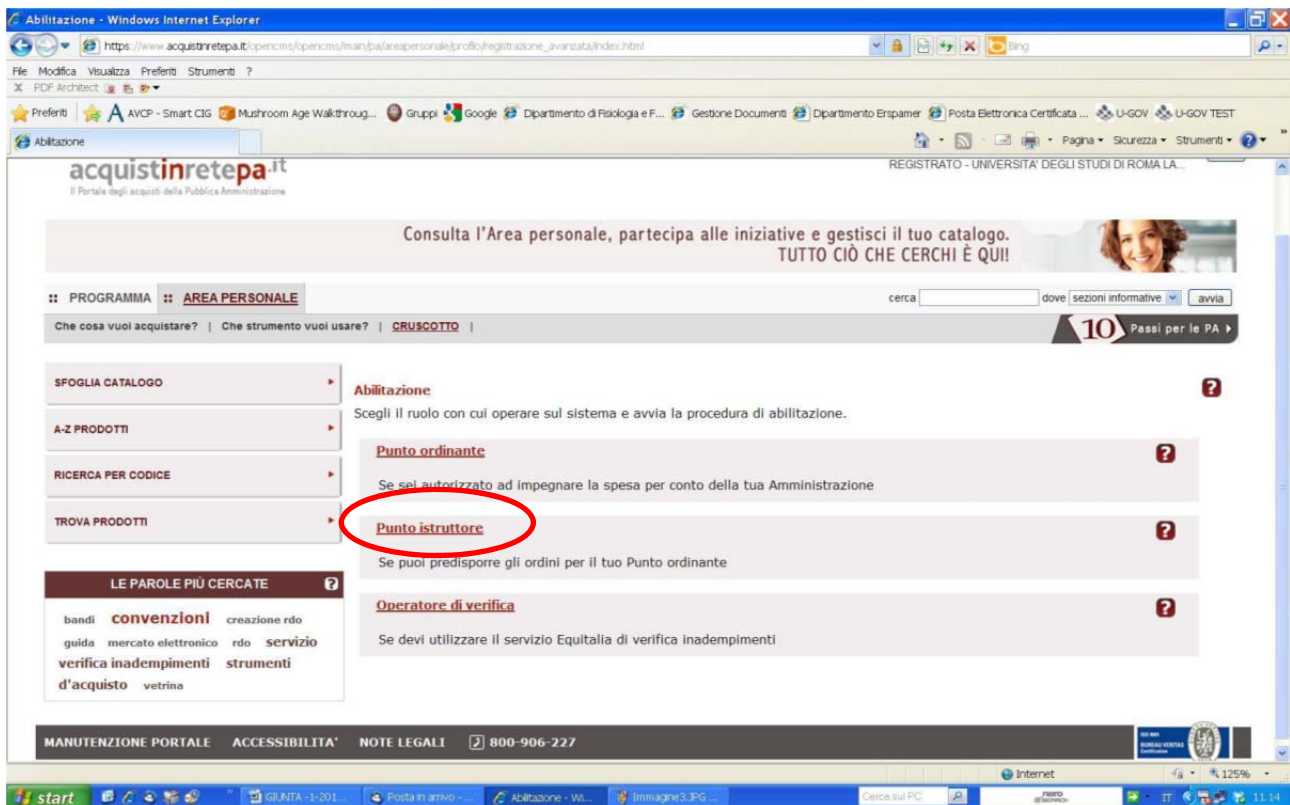 Abilitazione - Windows Internet Explorer
https://www.acquistinretepa.it/opencms/opencms/main/pa/areapersonale/profilo/registrazione_avanzata/index.html
Bing
File Modifica Visualizza Preferiti Strumenti ?
X PDF Architect
Preferiti AVCP - Smart CIG Mushroom Age Walkthroug... Gruppi Google Dipartimento di Fisiologia e F... Gestione Documenti Dipartimento Erspamer Posta Elettronica Certificata ... U-GOV U-GOV TEST
Abilitazione
Pagina Sicurezza Strumenti
acquistinretepa.it
Il Portale degli acquisti della Pubblica Amministrazione
REGISTRATO - UNIVERSITA' DEGLI STUDI DI ROMA LA...
Consulta l'Area personale, partecipa alle iniziative e gestisci il tuo catalogo.
TUTTO CIÒ CHE CERCHI È QUI!
:: PROGRAMMA :: AREA PERSONALE
cerca dove sezioni informative avvia
Che cosa vuoi acquistare? | Che strumento vuoi usare? | CRUSCOTTO |
10 Passi per le PA
SFOGLIA CATALOGO
A-Z PRODOTTI
RICERCA PER CODICE
TROVA PRODOTTI
LE PAROLE PIÙ CERCATE ?
bandi convenzioni creazione rdo
guida mercato elettronico rdo servizio
verifica inadempimenti strumenti
d'acquisto vetrina
Abilitazione ?
Scegli il ruolo con cui operare sul sistema e avvia la procedura di abilitazione.
Punto ordinante ?
Se sei autorizzato ad impegnare la spesa per conto della tua Amministrazione
Punto istruttore ?
Se puoi predisporre gli ordini per il tuo Punto ordinante
Operatore di verifica ?
Se devi utilizzare il servizio Equitalia di verifica inadempimenti
MANUTENZIONE PORTALE ACCESSIBILITA' NOTE LEGALI 800-906-227
BUREAU VERITAS
Certification
Internet 125%
start GIUNTA -1-201... Posta in arrivo - ... Abilitazione - Wi... Immagine3.JPG ... Cerca sul PC nero IT 11.14